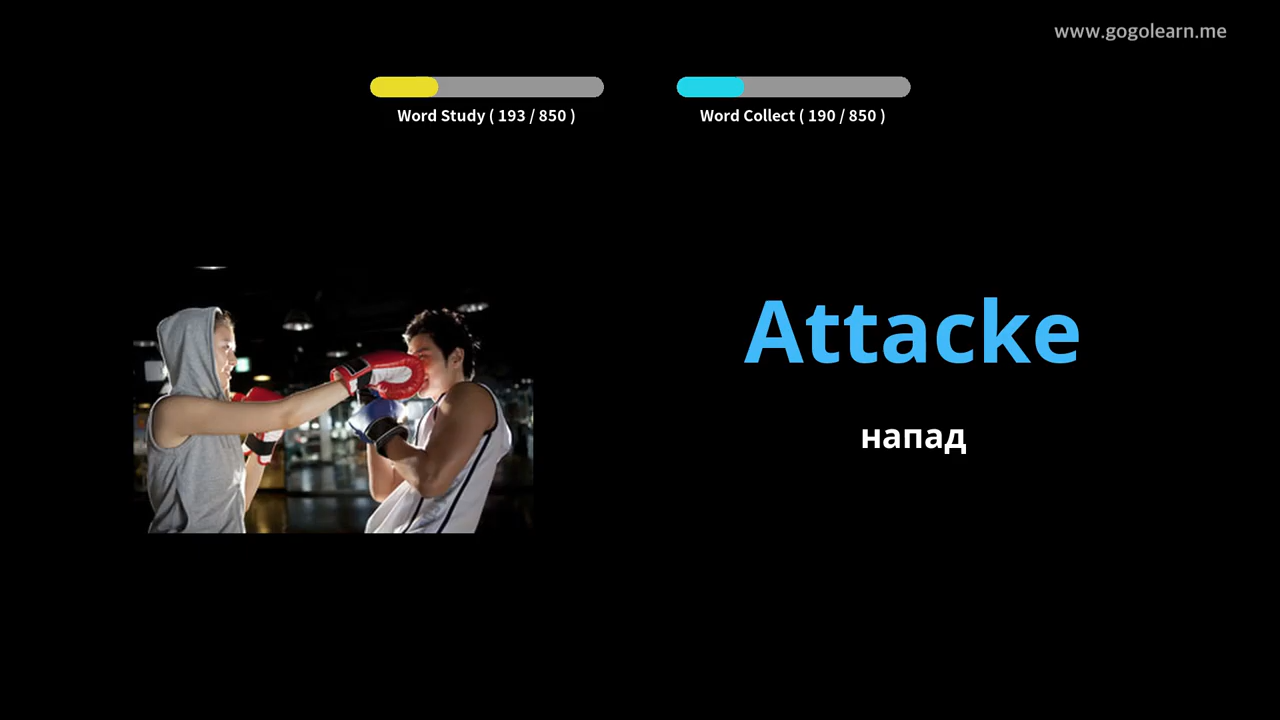 www.gogolearn.me
Word Study ( 193 / 850 )
Word Collect ( 190 / 850 )
Attacke
напад